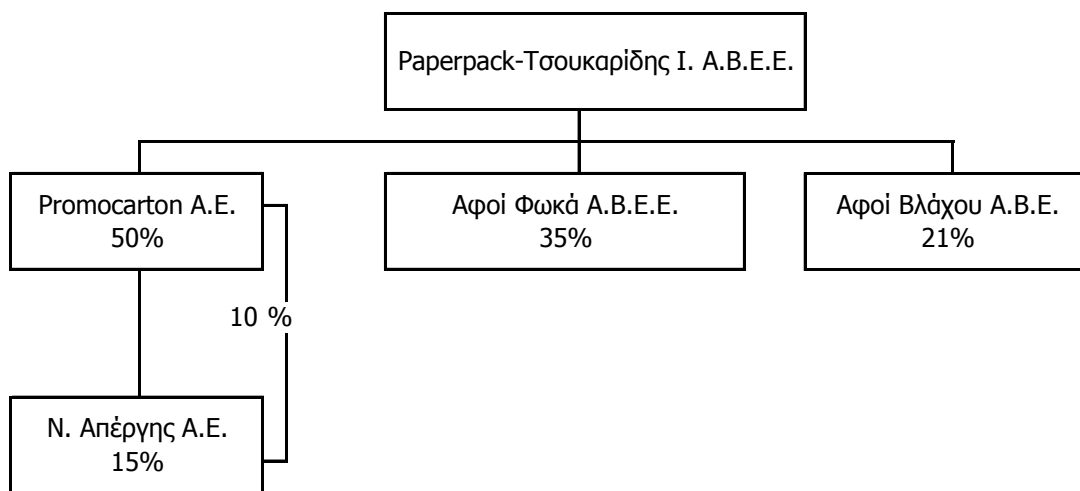 Paperpack-Τσουκαρίδης Ι. Α.Β.Ε.Ε.
Promocarton Α.Ε.
50%
Αφοί Φωκά Α.Β.Ε.Ε.
35%
Αφοί Βλάχου Α.Β.Ε.
21%
10 %
Ν. Απέργης Α.Ε.
15%